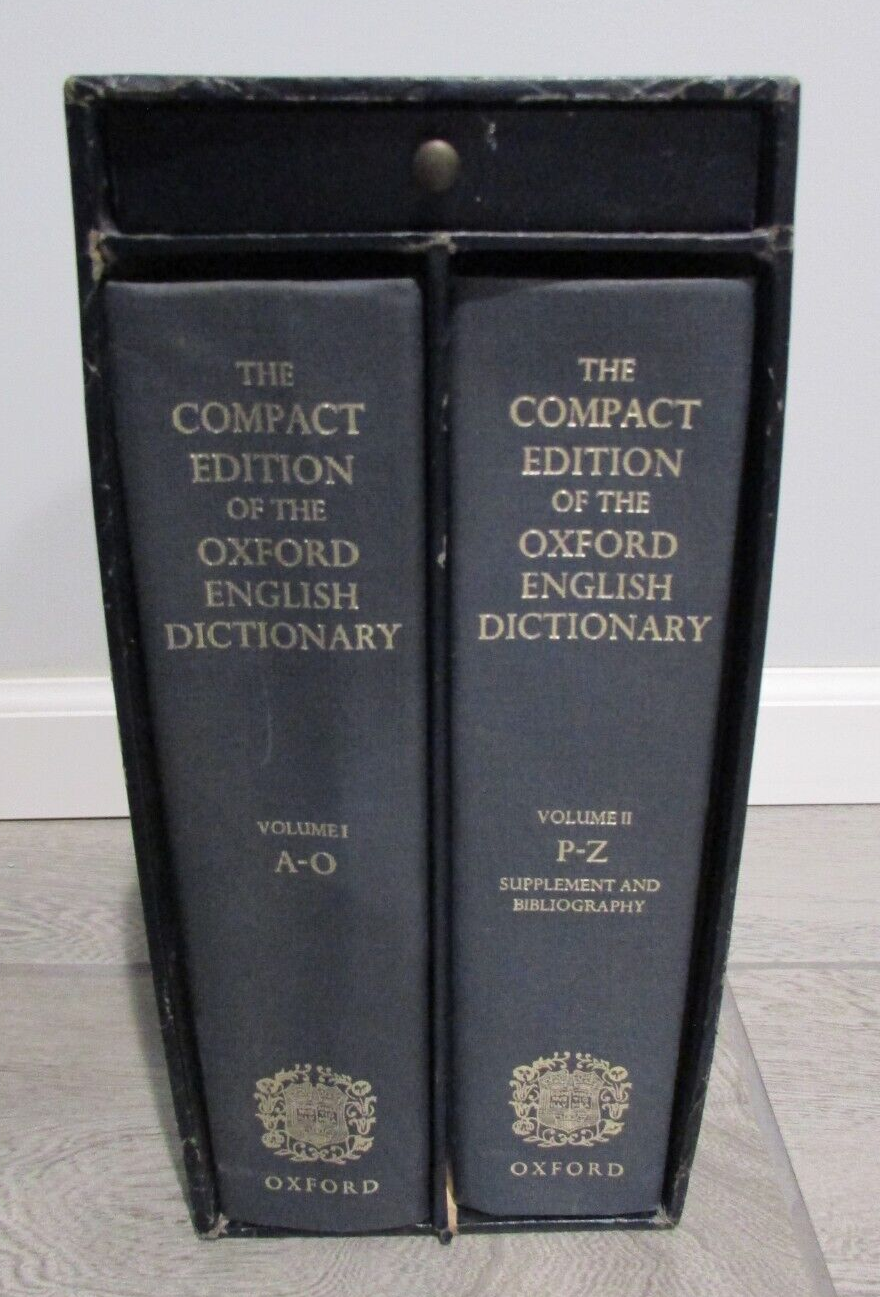 THE
COMPACT
EDITION
OF THE
OXFORD
ENGLISH
DICTIONARY
VOLUME I
A-O
OXFORD
THE
COMPACT
EDITION
OF THE
OXFORD
ENGLISH
DICTIONARY
VOLUME II
P-Z
SUPPLEMENT AND
BIBLIOGRAPHY
OXFORD